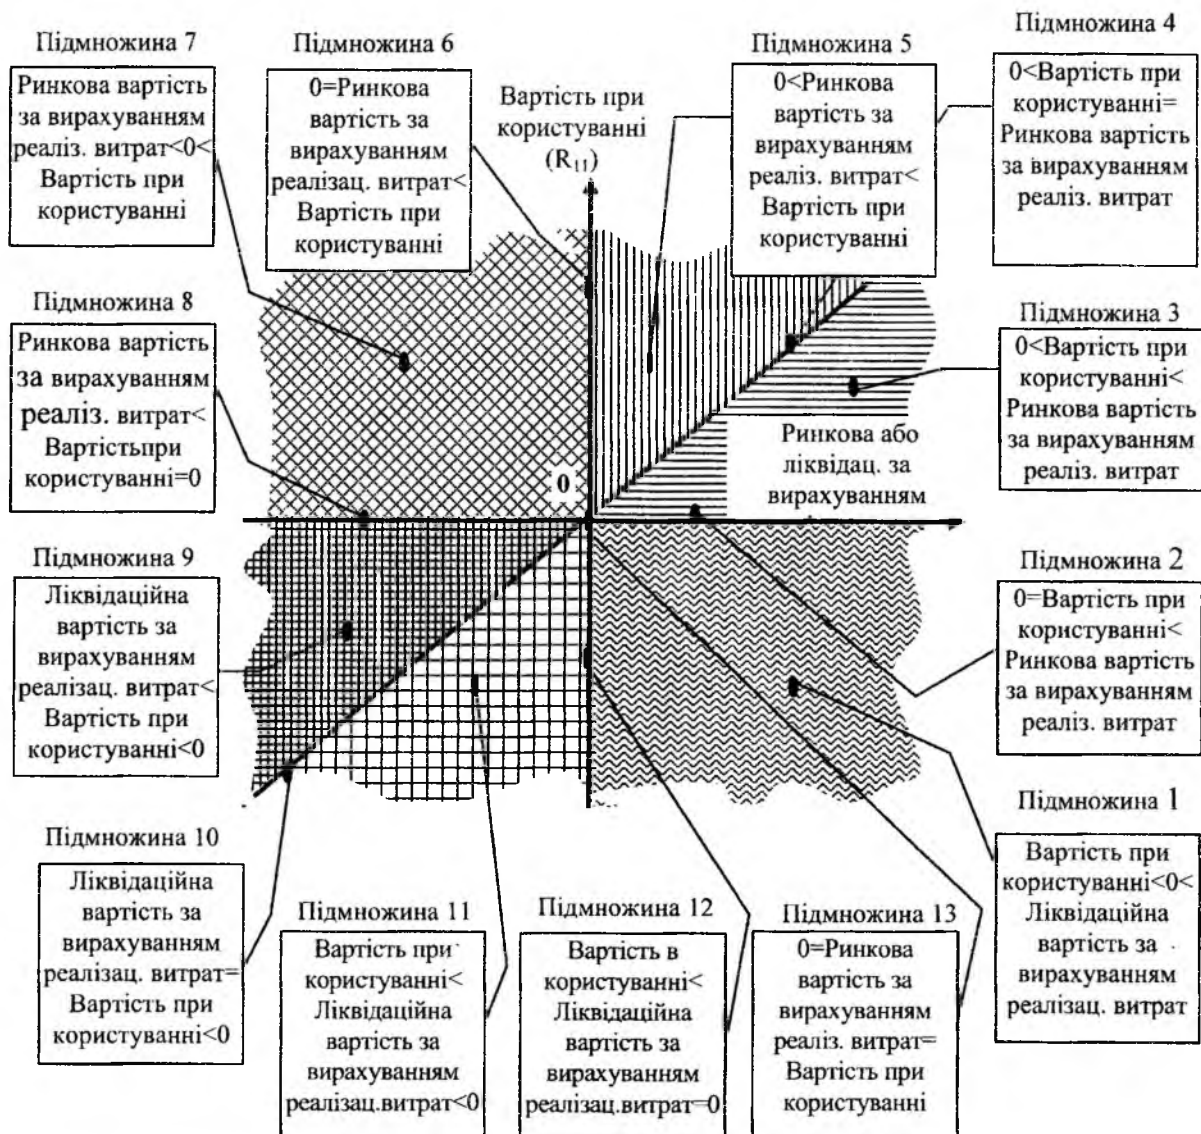 Підмножина 7
Ринкова вартість
за вирахуванням
реаліз. витрат<0<
Вартість при
користуванні
Підмножина 6
0=Ринкова
вартість за
вирахуванням
реалізац. витрат<
Вартість при
користуванні
Вартість при
користуванні
(R₁₁)
Підмножина 5
0<Ринкова
вартість за
вирахуванням
реаліз. витрат<
Вартість при
користуванні
Підмножина 4
0<Вартість при
користуванні=
Ринкова вартість
за вирахуванням
реаліз. витрат
Підмножина 8
Ринкова вартість
за вирахуванням
реаліз. витрат<
Вартістьпри
користуванні=0
Підмножина 3
0<Вартість при
користуванні<
Ринкова вартість
за вирахуванням
реаліз. витрат
Ринкова або
ліквідац. за
вирахуванням
0
Підмножина 9
Ліквідаційна
вартість за
вирахуванням
реалізац. витрат<
Вартість при
користуванні<0
Підмножина 2
0=Вартість при
користуванні<
Ринкова вартість
за вирахуванням
реаліз. витрат
Підмножина 10
Ліквідаційна
вартість за
вирахуванням
реалізац. витрат=
Вартість при
користуванні<0
Підмножина 11
Вартість при
користуванні<
Ліквідаційна
вартість за
вирахуванням
реалізац.витрат<0
Підмножина 12
Вартість в
користуванні<
Ліквідаційна
вартість за
вирахуванням
реалізац.витрат=0
Підмножина 13
0=Ринкова
вартість за
вирахуванням
реаліз. витрат=
Вартість при
користуванні
Підмножина 1
Вартість при
користуванні<0<
Ліквідаційна
вартість за
вирахуванням
реалізац. витрат